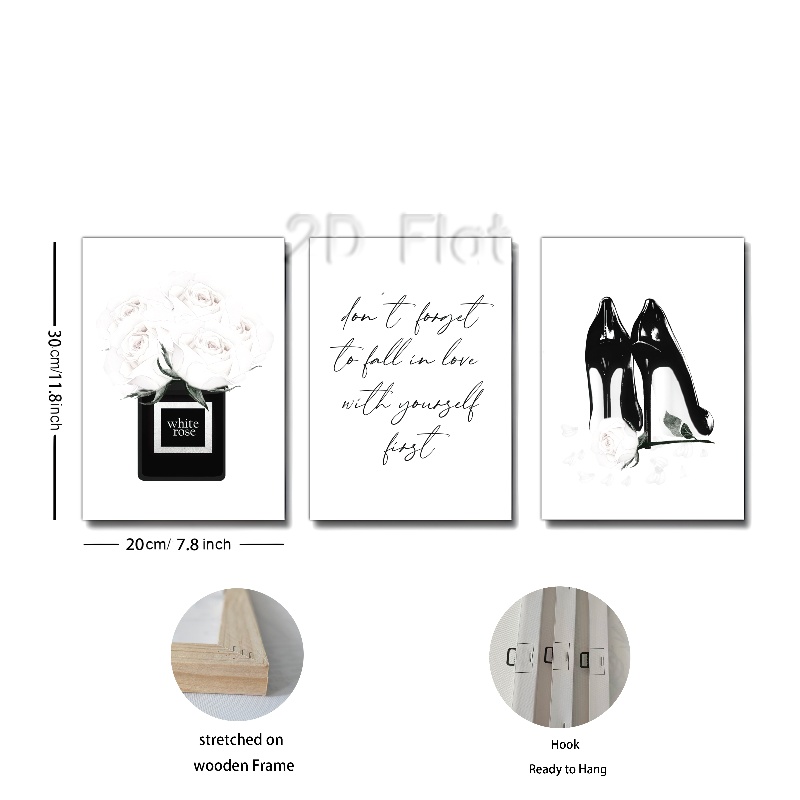 2D Flat
30cm/11.8inch
white
rose
don't forget
to fall in love
with yourself
first
20cm/ 7.8 inch
stretched on
wooden Frame
Hook
Ready to Hang